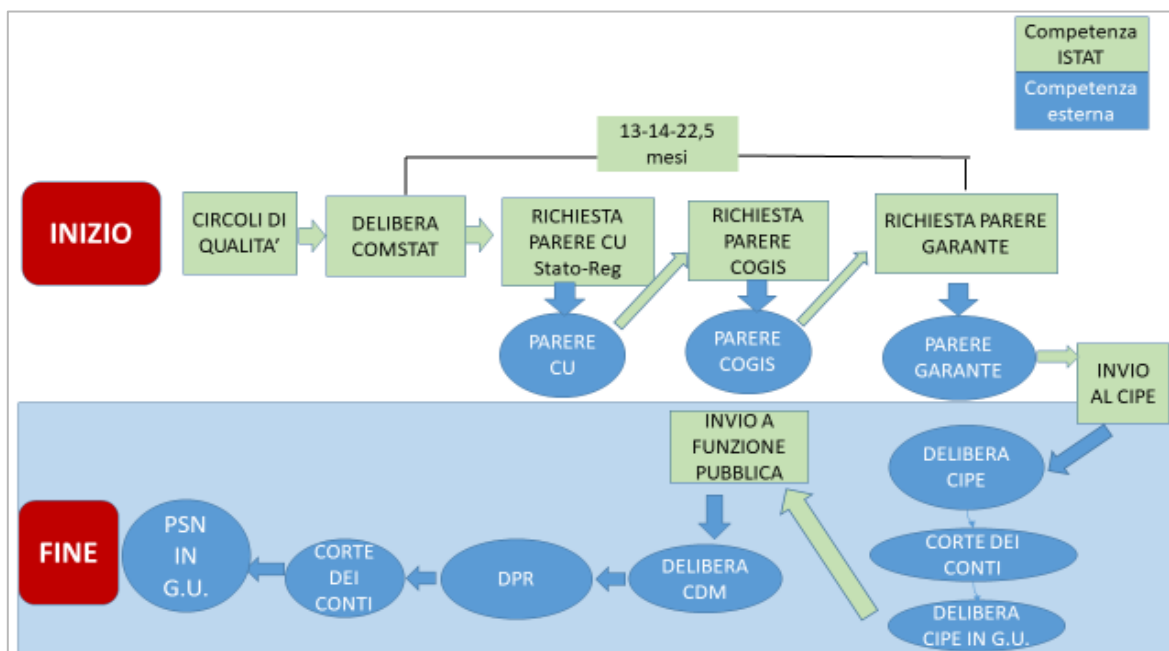 Competenza
ISTAT
Competenza
esterna
13-14-22,5
mesi
INIZIO
CIRCOLI DI
QUALITA’
DELIBERA
COMSTAT
RICHIESTA
PARERE CU
Stato-Reg
RICHIESTA
PARERE
COGIS
RICHIESTA PARERE
GARANTE
PARERE
CU
PARERE
COGIS
PARERE
GARANTE
INVIO
AL CIPE
INVIO A
FUNZIONE
PUBBLICA
DELIBERA
CIPE
CORTE DEI
CONTI
DELIBERA
CIPE IN G.U.
DELIBERA
CDM
DPR
CORTE
DEI
CONTI
PSN
IN
G.U.
FINE